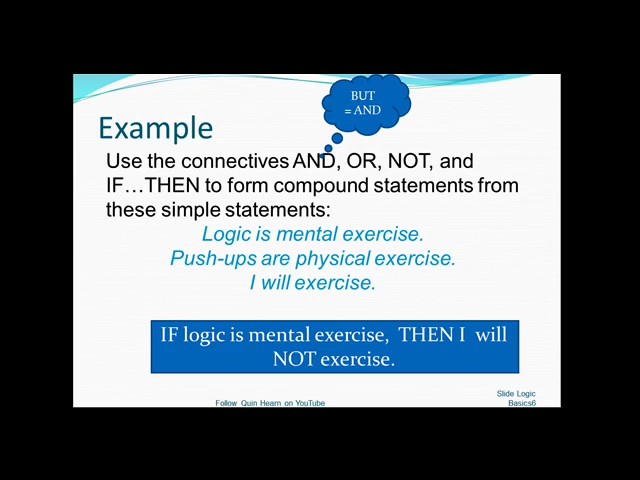 BUT
= AND
Example
Use the connectives AND, OR, NOT, and
IF…THEN to form compound statements from
these simple statements:
Logic is mental exercise.
Push-ups are physical exercise.
I will exercise.
IF logic is mental exercise, THEN I will
NOT exercise.
Slide Logic
Follow Quin Hearn on YouTube
Basics6